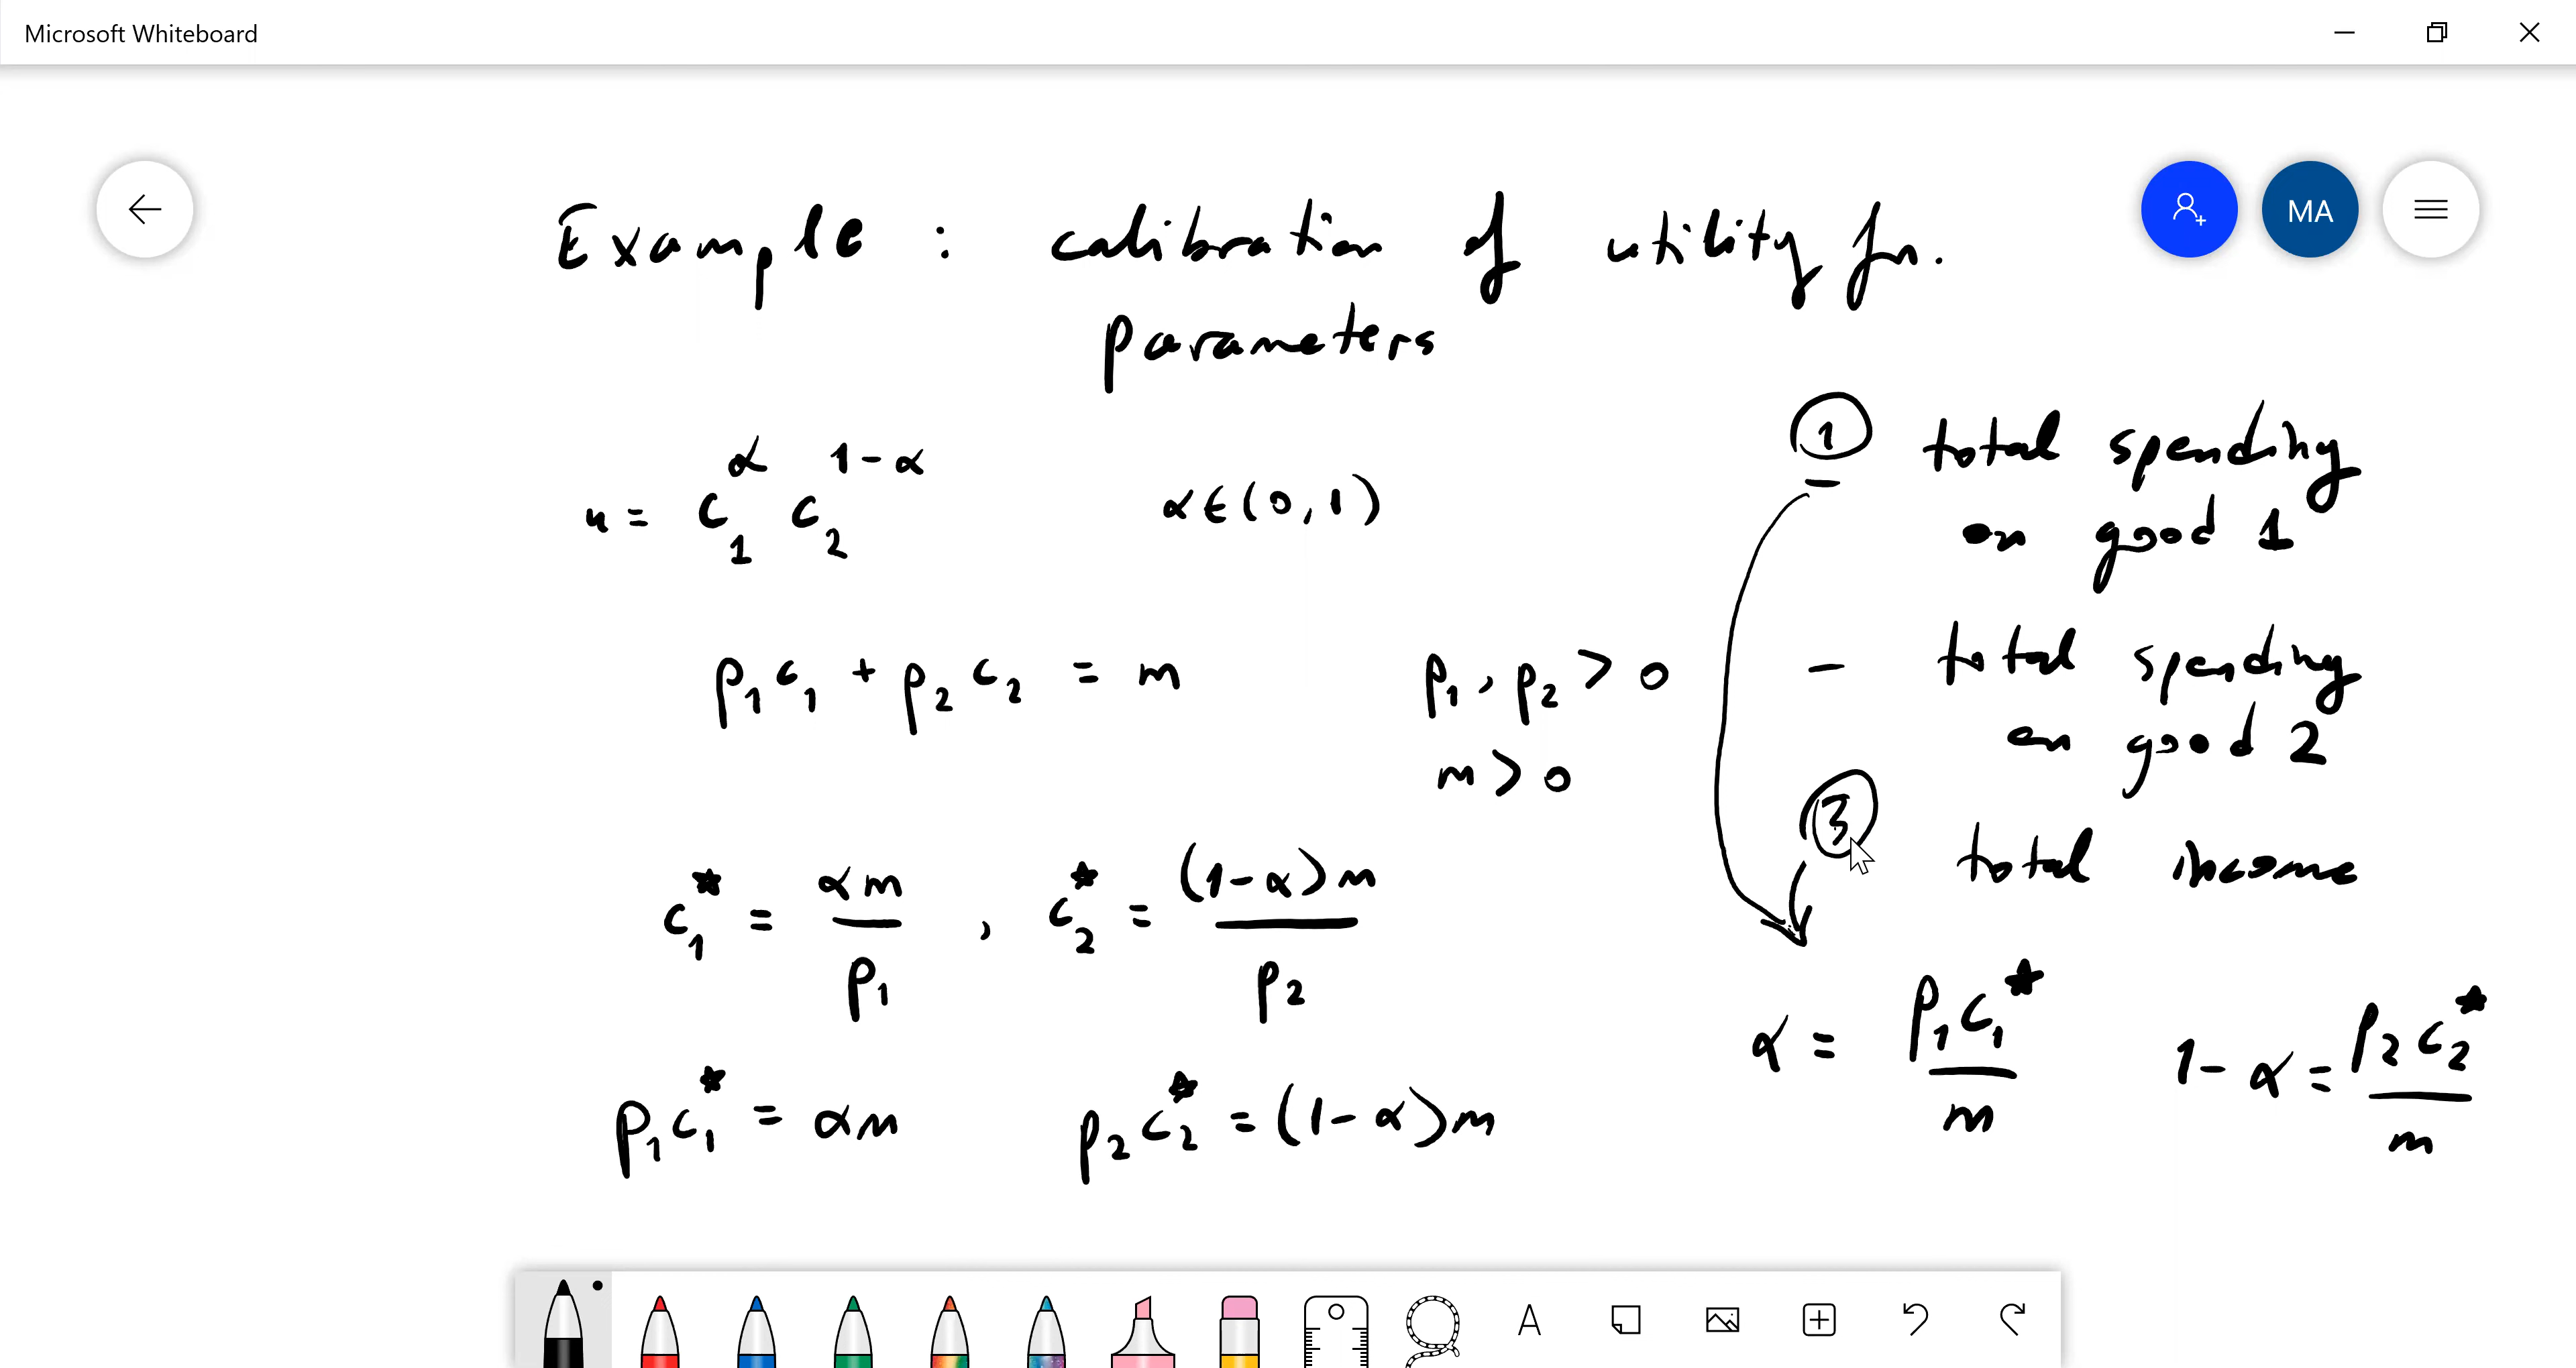 Microsoft Whiteboard
MA
Example : calibration of utility fn.
parameters
u = c₁^α c₂^(1-α)
α ∈ (0, 1)
p₁c₁ + p₂c₂ = m
p₁, p₂ > 0
m > 0
c₁* = αm/p₁ , c₂* = (1-α)m/p₂
p₁c₁* = αm
p₂c₂* = (1-α)m
① total spending
on good 1
- total spending
on good 2
③ total income
α = p₁c₁*/m
1-α = p₂c₂*/m
A